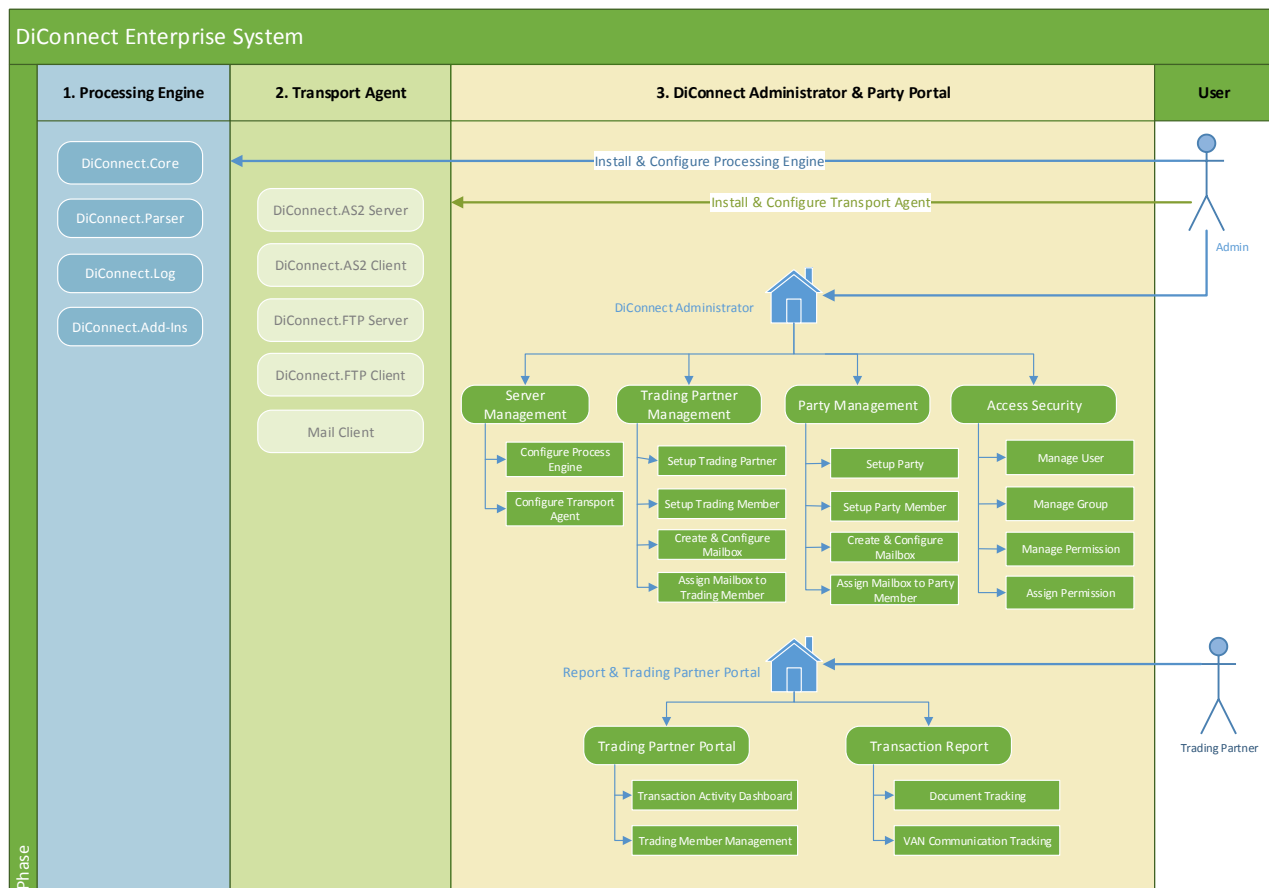 DiConnect Enterprise System
1. Processing Engine
2. Transport Agent
3. DiConnect Administrator & Party Portal
User
DiConnect.Core
DiConnect.Parser
DiConnect.Log
DiConnect.Add-Ins
DiConnect.AS2 Server
DiConnect.AS2 Client
DiConnect.FTP Server
DiConnect.FTP Client
Mail Client
Install & Configure Processing Engine
Install & Configure Transport Agent
Admin
DiConnect Administrator
Server
Management
Configure Process
Engine
Configure Transport
Agent
Trading Partner
Management
Setup Trading Partner
Setup Trading Member
Create & Configure
Mailbox
Assign Mailbox to
Trading Member
Party Management
Setup Party
Setup Party Member
Create & Configure
Mailbox
Assign Mailbox to Party
Member
Access Security
Manage User
Manage Group
Manage Permission
Assign Permission
Report & Trading Partner Portal
Trading Partner
Trading Partner Portal
Transaction Activity Dashboard
Trading Member Management
Transaction Report
Document Tracking
VAN Communication Tracking
Phase